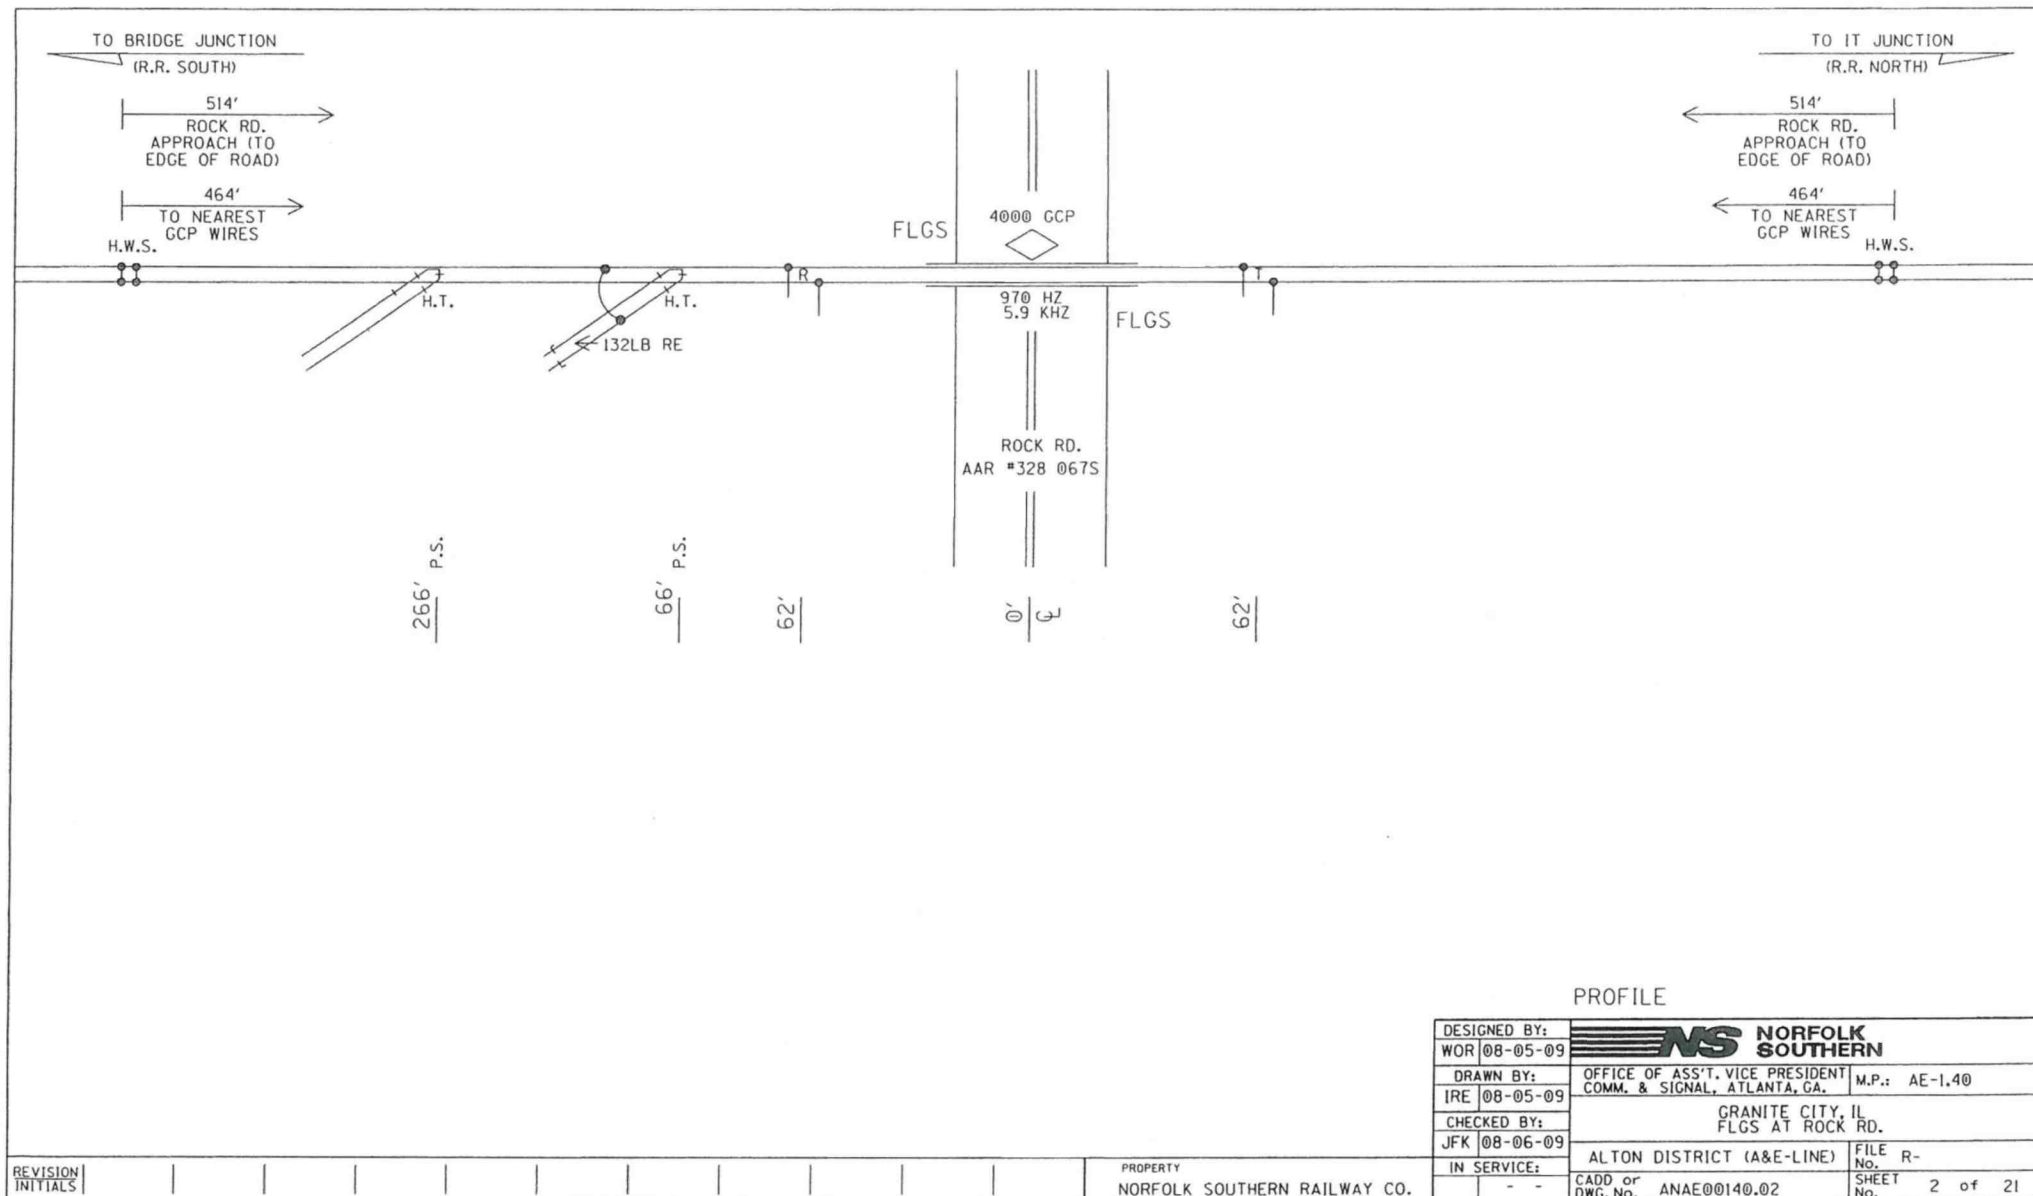 TO BRIDGE JUNCTION
(R.R. SOUTH)
514'
ROCK RD.
APPROACH (TO
EDGE OF ROAD)
464'
TO NEAREST
GCP WIRES
H.W.S.
TO IT JUNCTION
(R.R. NORTH)
514'
ROCK RD.
APPROACH (TO
EDGE OF ROAD)
464'
TO NEAREST
GCP WIRES
H.W.S.
FLGS
4000 GCP
H.T.
H.T.
R
T
970 HZ
5.9 KHZ
FLGS
132LB RE
ROCK RD.
AAR #328 067S
266' P.S.
66' P.S.
62'
0' ℄
62'
PROFILE
DESIGNED BY:
WOR 08-05-09
DRAWN BY:
IRE 08-05-09
CHECKED BY:
JFK 08-06-09
IN SERVICE:
- -
NS NORFOLK
SOUTHERN
OFFICE OF ASS'T. VICE PRESIDENT
COMM. & SIGNAL, ATLANTA, GA.
M.P.: AE-1.40
GRANITE CITY, IL
FLGS AT ROCK RD.
ALTON DISTRICT (A&E-LINE)
FILE
No. R-
CADD or
DWG. No. ANAE00140.02
SHEET
No. 2 of 21
REVISION
INITIALS
PROPERTY
NORFOLK SOUTHERN RAILWAY CO.